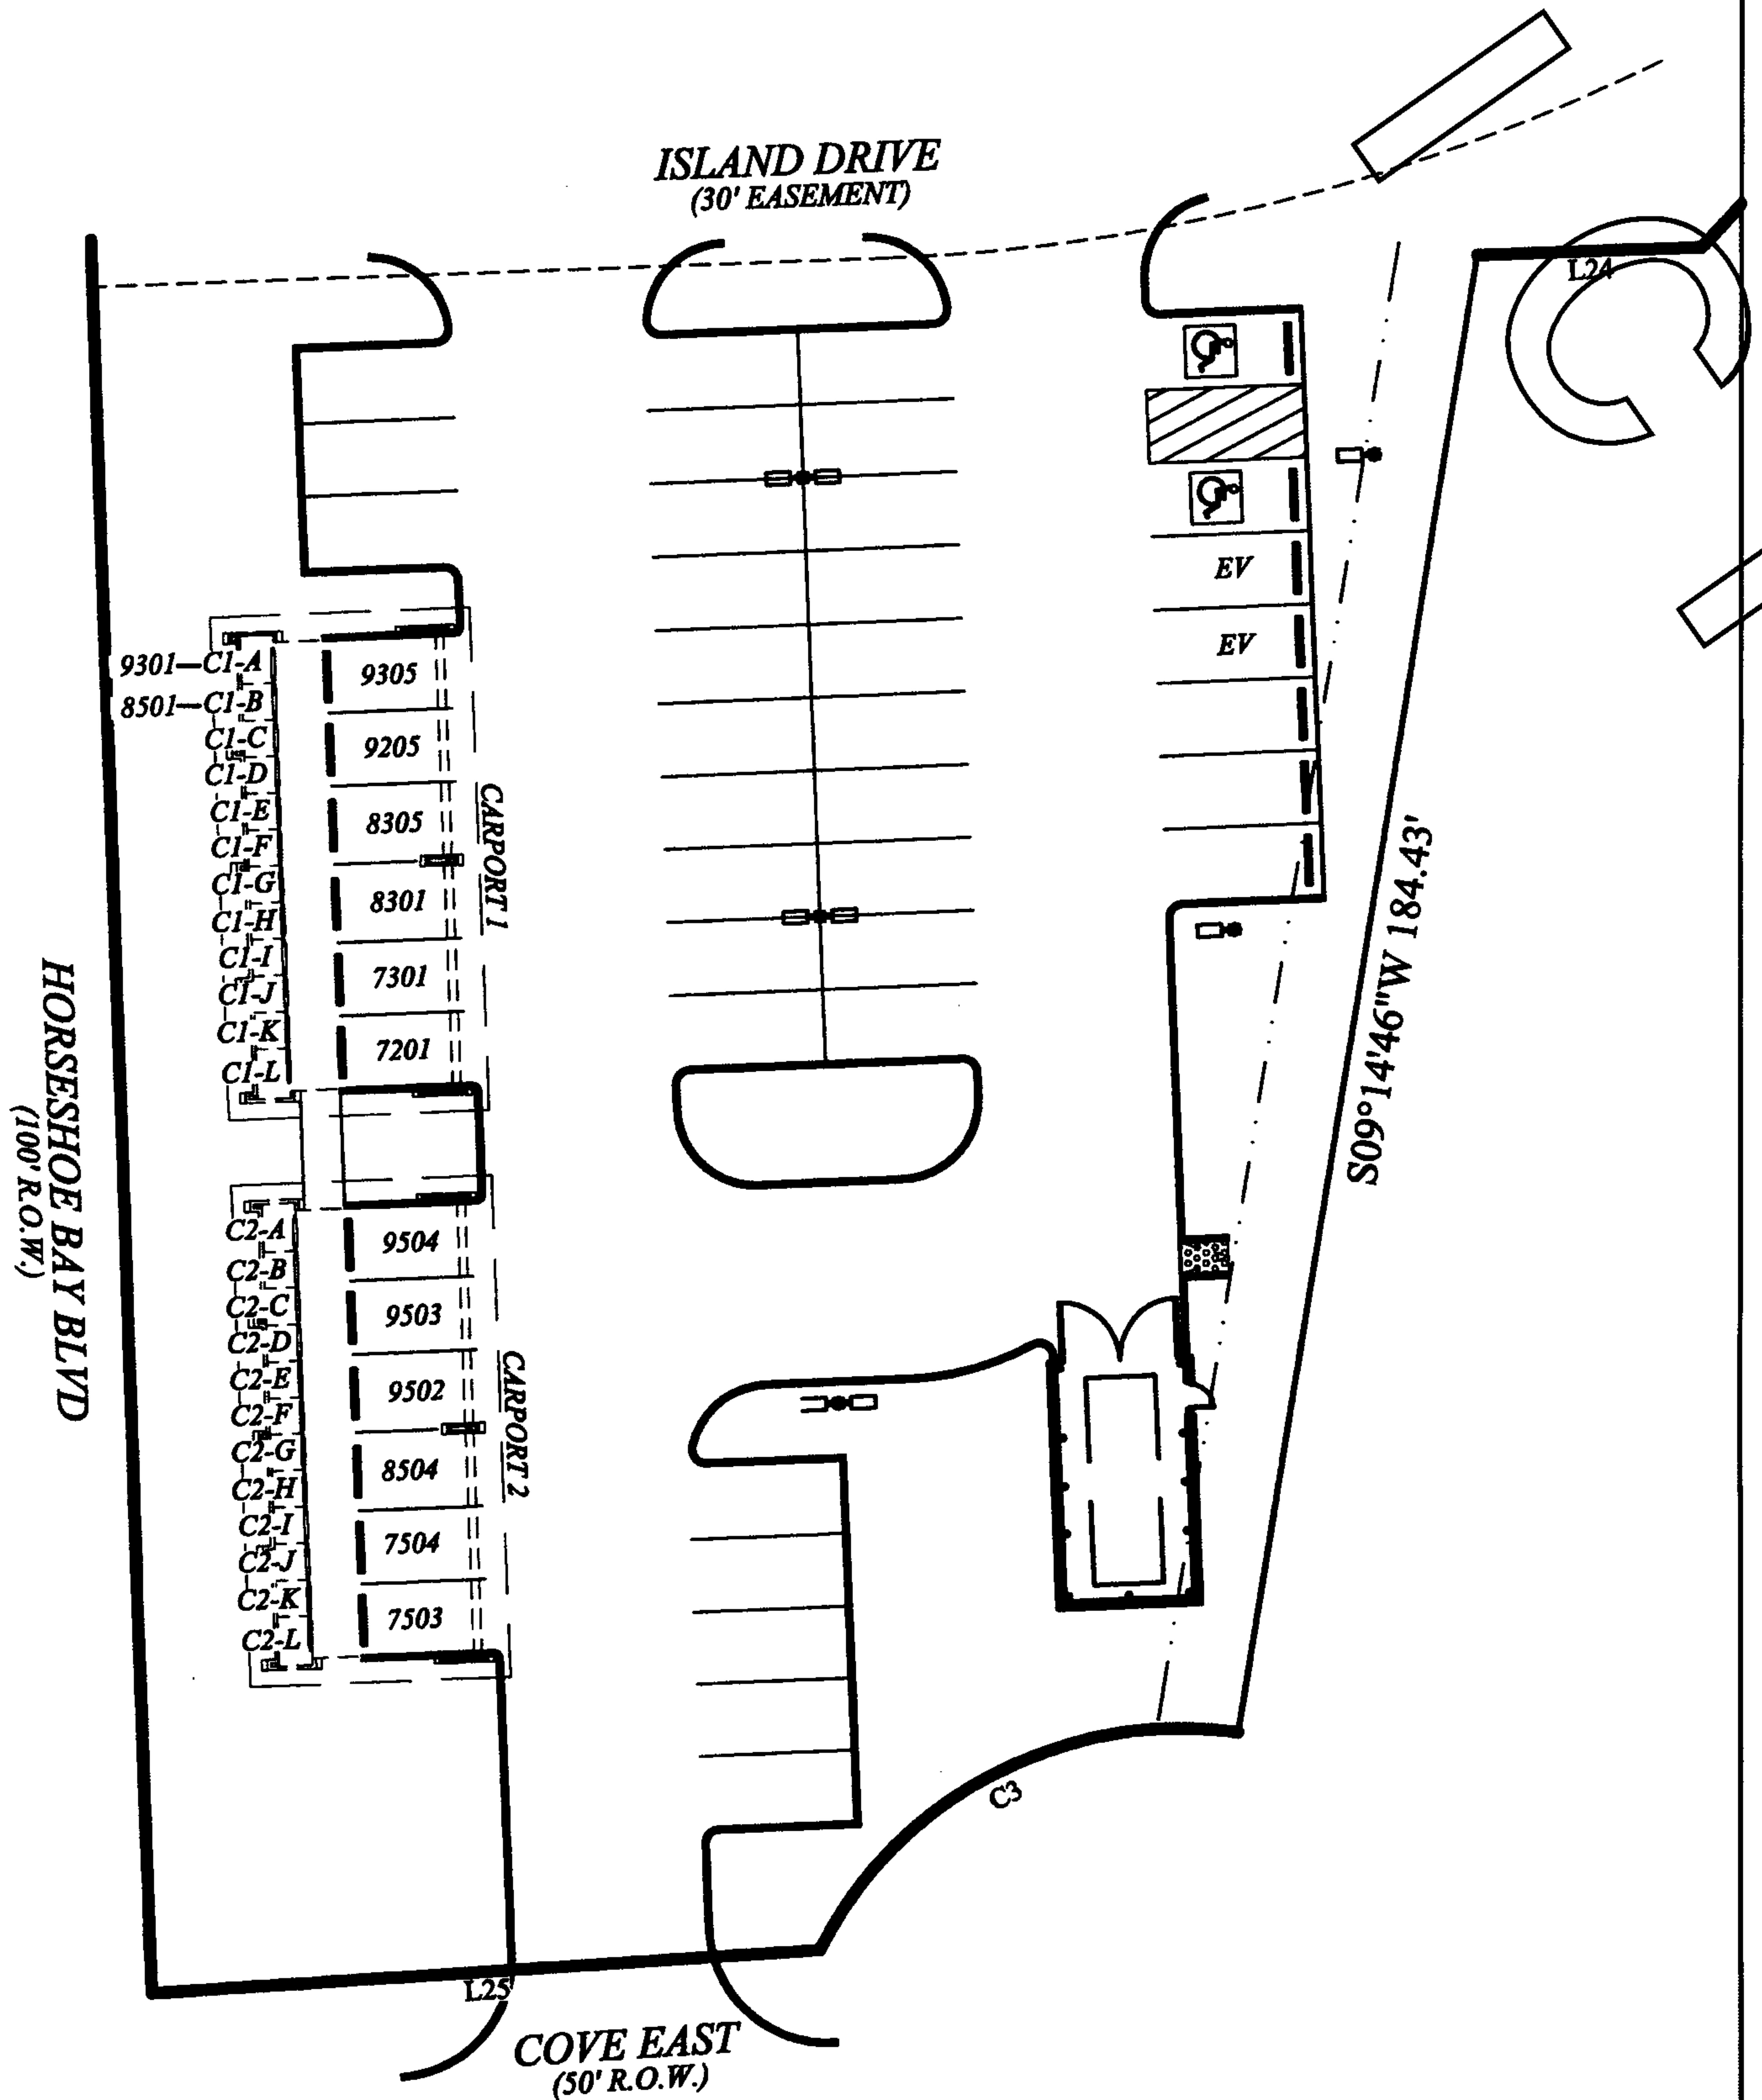 ISLAND DRIVE
(30' EASEMENT)
L24
EV
EV
9301—C1-A
8501—C1-B
C1-C
C1-D
C1-E
C1-F
C1-G
C1-H
C1-I
C1-J
C1-K
C1-L
9305
9205
8305
8301
7301
7201
CARPORT 1
S09°14'46"W 184.43'
HORSESHOE BAY BLVD
(100' R.O.W.)
C2-A
C2-B
C2-C
C2-D
C2-E
C2-F
C2-G
C2-H
C2-I
C2-J
C2-K
C2-L
9504
9503
9502
8504
7504
7503
CARPORT 2
C3
L25
COVE EAST
(50' R.O.W.)